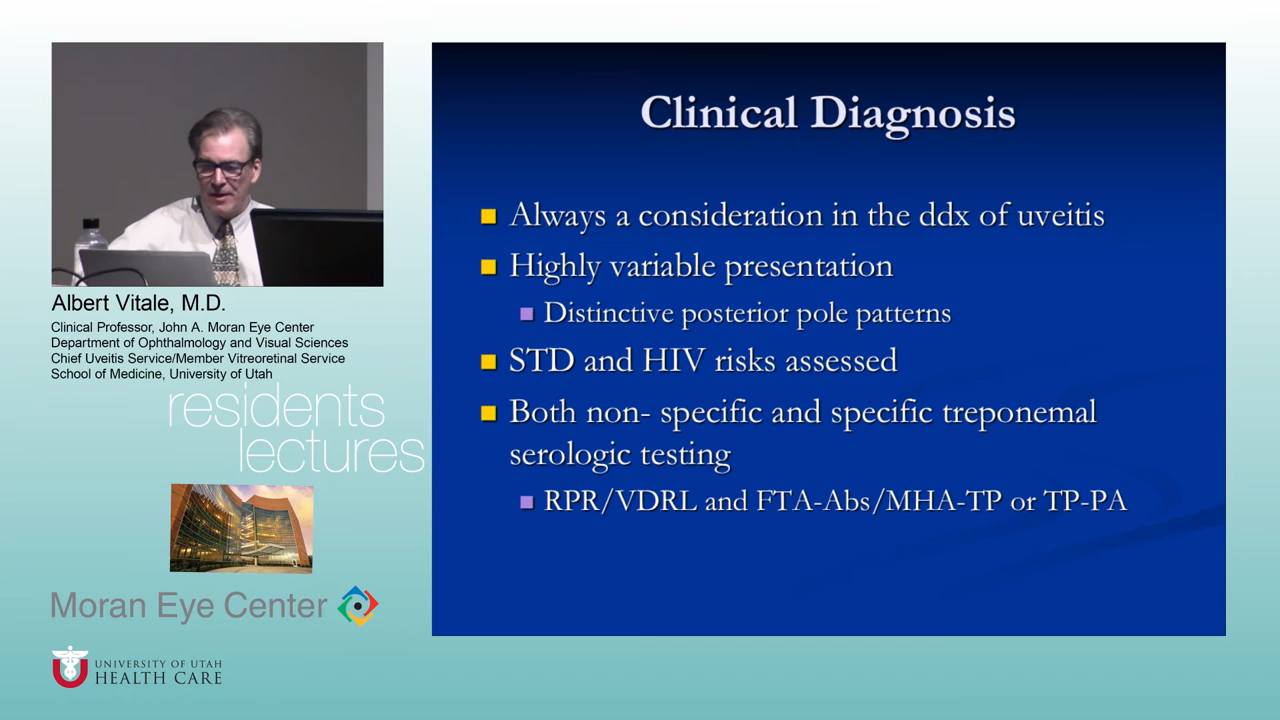 Albert Vitale, M.D.
Clinical Professor, John A. Moran Eye Center
Department of Ophthalmology and Visual Sciences
Chief Uveitis Service/Member Vitreoretinal Service
School of Medicine, University of Utah
residents
lectures
Moran Eye Center
UNIVERSITY OF UTAH
HEALTH CARE
Clinical Diagnosis
Always a consideration in the ddx of uveitis
Highly variable presentation
Distinctive posterior pole patterns
STD and HIV risks assessed
Both non- specific and specific treponemal
serologic testing
RPR/VDRL and FTA-Abs/MHA-TP or TP-PA